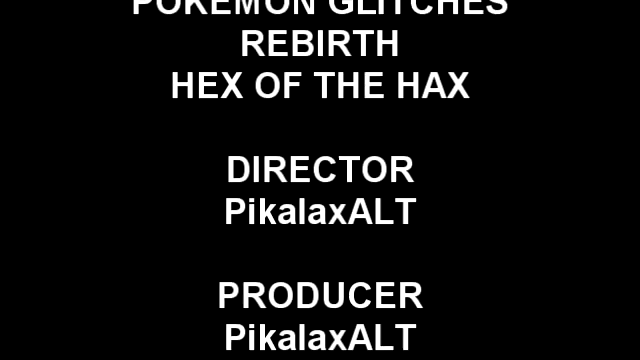 POKEMON GLITCHES
REBIRTH
HEX OF THE HAX
DIRECTOR
PikalaxALT
PRODUCER
PikalaxALT